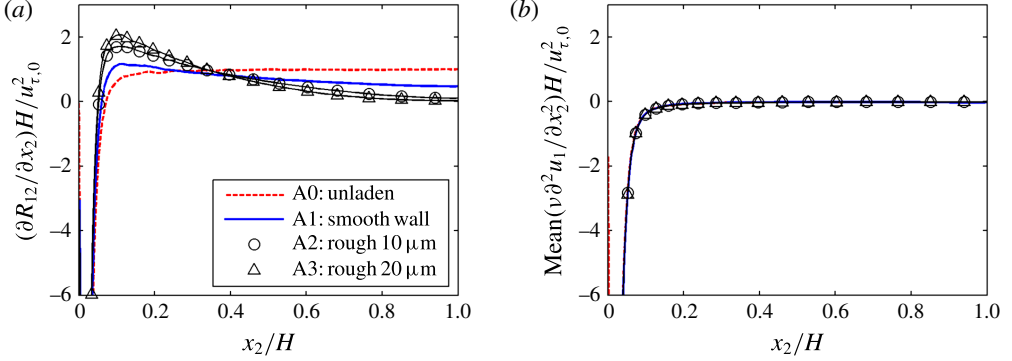 (a)
(∂R₁₂/∂x₂)H/u²τ,0
2
0
−2
−4
−6
A0: unladen
A1: smooth wall
A2: rough 10 μm
A3: rough 20 μm
0 0.2 0.4 0.6 0.8 1.0
x₂/H
(b)
Mean(ν∂²u₁/∂x₂²)H/u²τ,0
2
0
−2
−4
−6
0 0.2 0.4 0.6 0.8 1.0
x₂/H